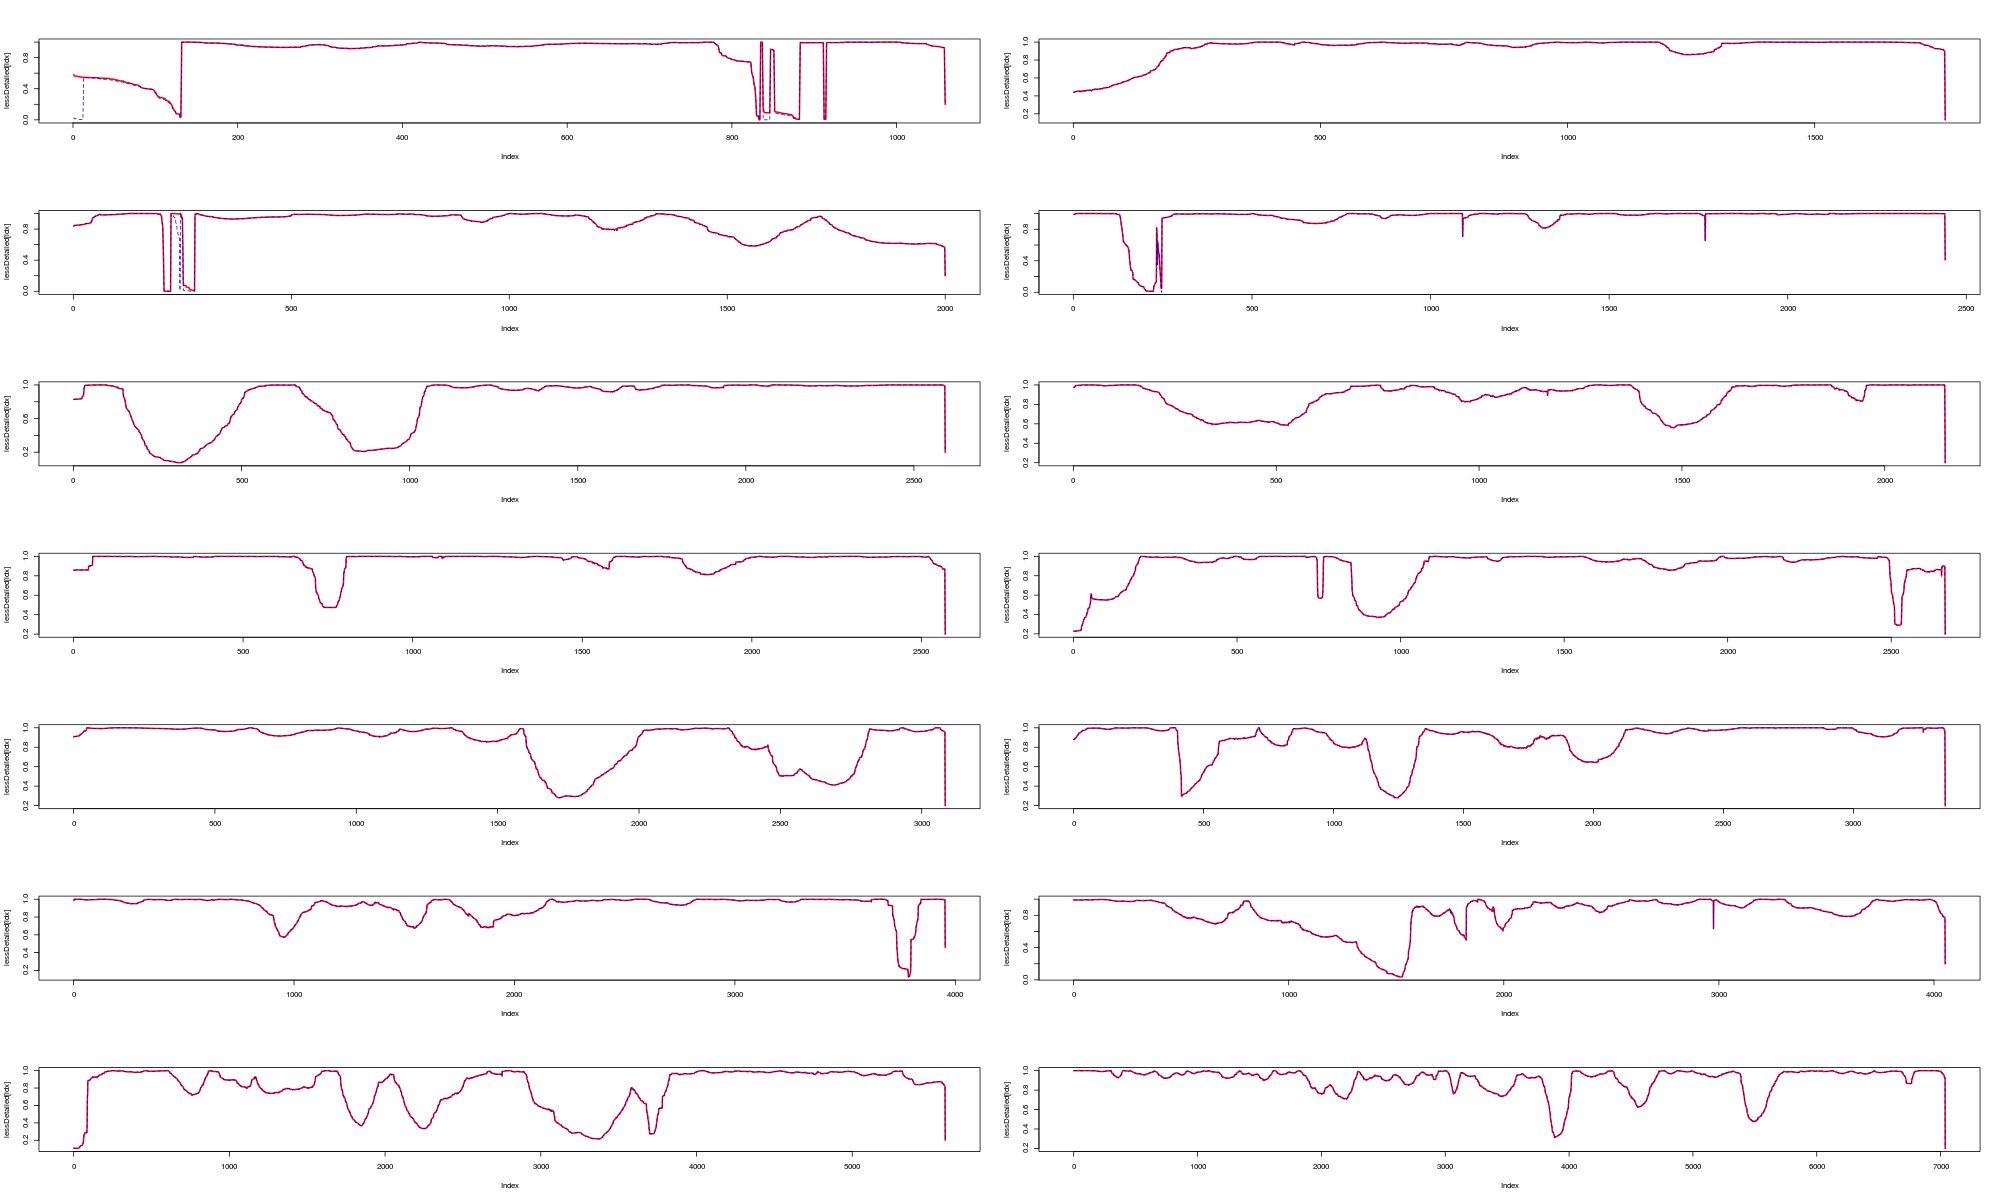 lessDetailed[idx]
0.0 0.4 0.8
0 200 400 600 800 1000
Index
lessDetailed[idx]
0.2 0.4 0.6 0.8 1.0
0 500 1000 1500
Index
lessDetailed[idx]
0.0 0.4 0.8
0 500 1000 1500 2000
Index
lessDetailed[idx]
0.0 0.4 0.8
0 500 1000 1500 2000 2500
Index
lessDetailed[idx]
0.2 0.6 1.0
0 500 1000 1500 2000 2500
Index
lessDetailed[idx]
0.2 0.4 0.6 0.8 1.0
0 500 1000 1500 2000
Index
lessDetailed[idx]
0.2 0.4 0.6 0.8 1.0
0 500 1000 1500 2000 2500
Index
lessDetailed[idx]
0.2 0.4 0.6 0.8 1.0
0 500 1000 1500 2000 2500
Index
lessDetailed[idx]
0.2 0.4 0.6 0.8 1.0
0 500 1000 1500 2000 2500 3000
Index
lessDetailed[idx]
0.2 0.4 0.6 0.8 1.0
0 500 1000 1500 2000 2500 3000
Index
lessDetailed[idx]
0.2 0.4 0.6 0.8 1.0
0 1000 2000 3000 4000
Index
lessDetailed[idx]
0.0 0.4 0.8
0 1000 2000 3000 4000
Index
lessDetailed[idx]
0.2 0.4 0.6 0.8 1.0
0 1000 2000 3000 4000 5000
Index
lessDetailed[idx]
0.2 0.4 0.6 0.8 1.0
0 1000 2000 3000 4000 5000 6000 7000
Index